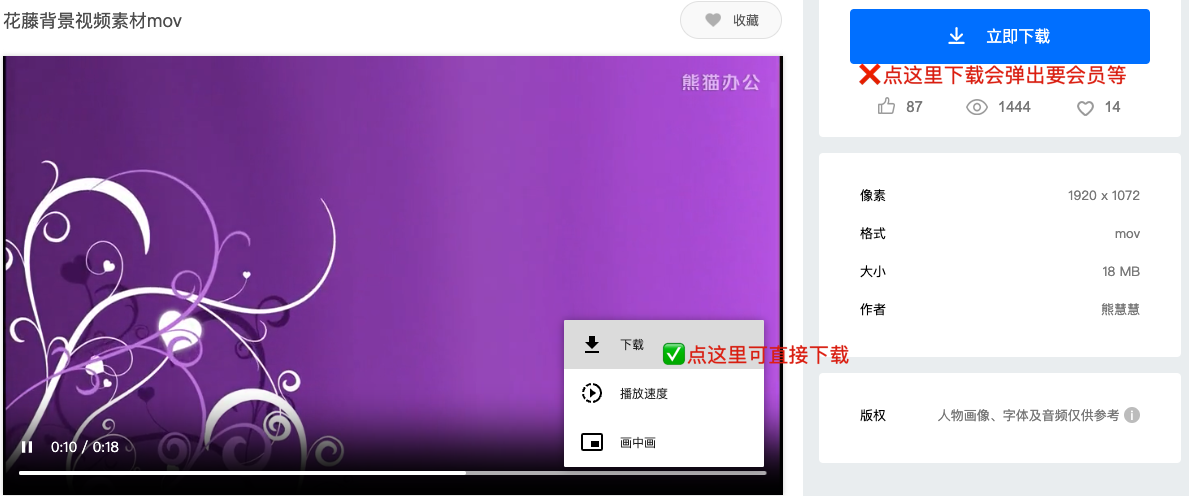 花藤背景视频素材mov
收藏
熊猫办公
下载
✅点这里可直接下载
播放速度
画中画
0:10 / 0:18
立即下载
❌点这里下载会弹出要会员等
87
1444
14
像素
1920 x 1072
格式
mov
大小
18 MB
作者
熊慧慧
版权
人物画像、字体及音频仅供参考